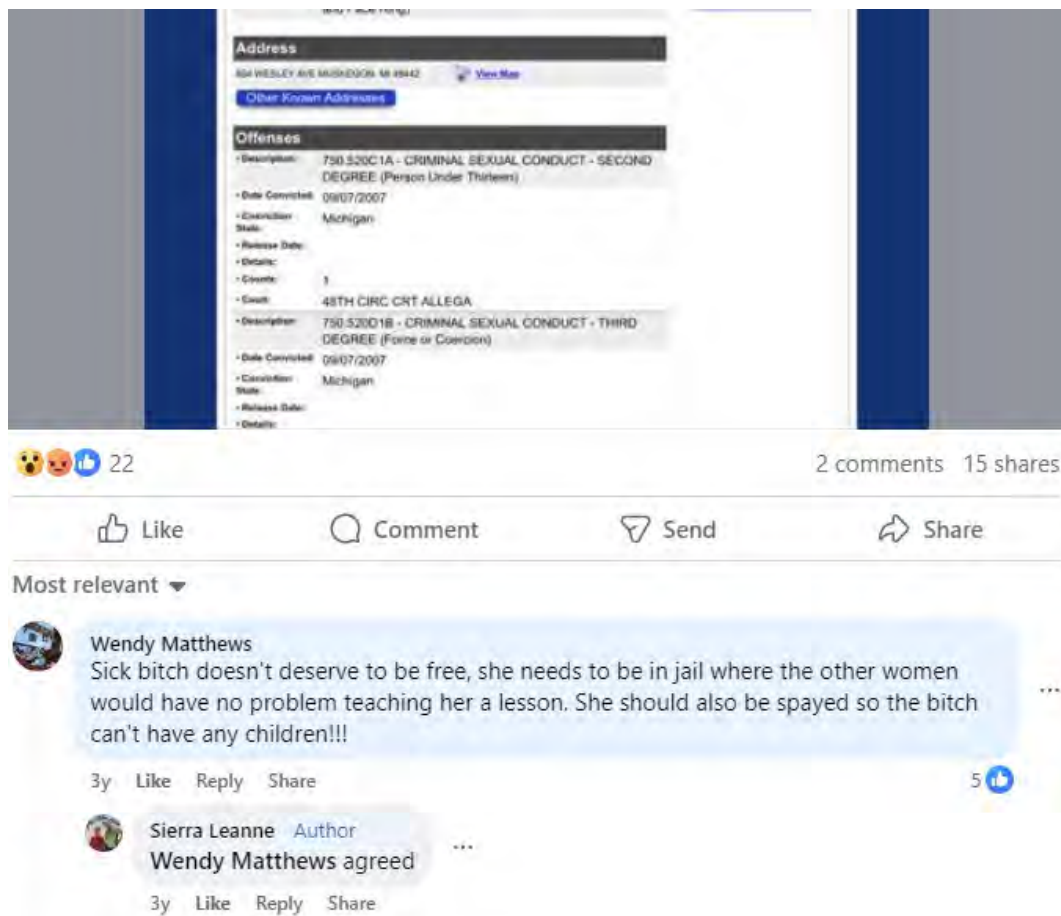 Address
MUSKEGON, MI View Map
Other Known Addresses
Offenses
• Description: 750.520C1A - CRIMINAL SEXUAL CONDUCT - SECOND
DEGREE (Person Under Thirteen)
• Date Convicted: 09/07/2007
• Conviction Michigan
State:
• Release Date:
• Details:
• Counts: 1
• Court: 48TH CIRC CRT ALLEGA
• Description: 750.520D1B - CRIMINAL SEXUAL CONDUCT - THIRD
DEGREE (Force or Coercion)
• Date Convicted: 09/07/2007
• Conviction Michigan
State:
• Release Date:
• Details:
22 2 comments 15 shares
Like Comment Send Share
Most relevant
Wendy Matthews
Sick bitch doesn't deserve to be free, she needs to be in jail where the other women
would have no problem teaching her a lesson. She should also be spayed so the bitch
can't have any children!!!
3y Like Reply Share 5
Sierra Leanne Author
Wendy Matthews agreed
3y Like Reply Share